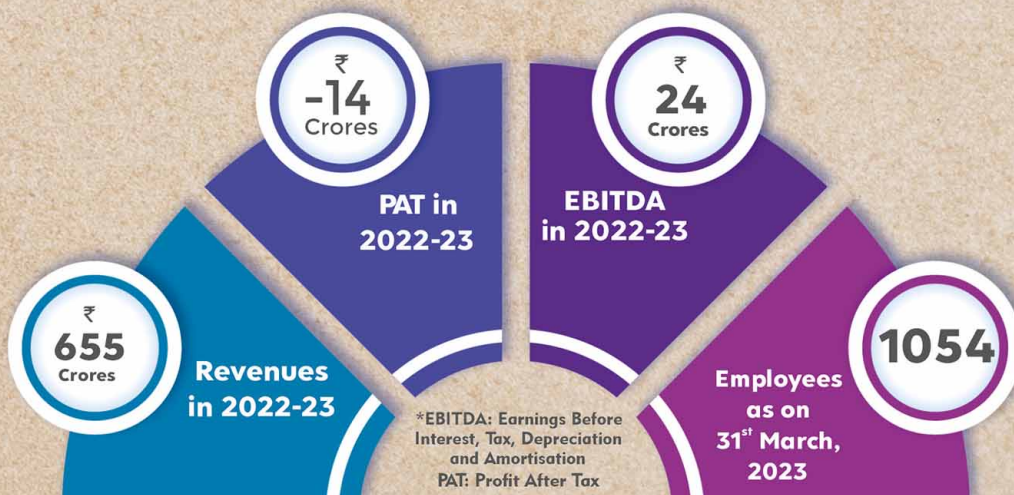 ₹
655
Crores
Revenues
in 2022-23
₹
-14
Crores
PAT in
2022-23
₹
24
Crores
EBITDA
in 2022-23
1054
Employees
as on
31st March,
2023
*EBITDA: Earnings Before
Interest, Tax, Depreciation
and Amortisation
PAT: Profit After Tax